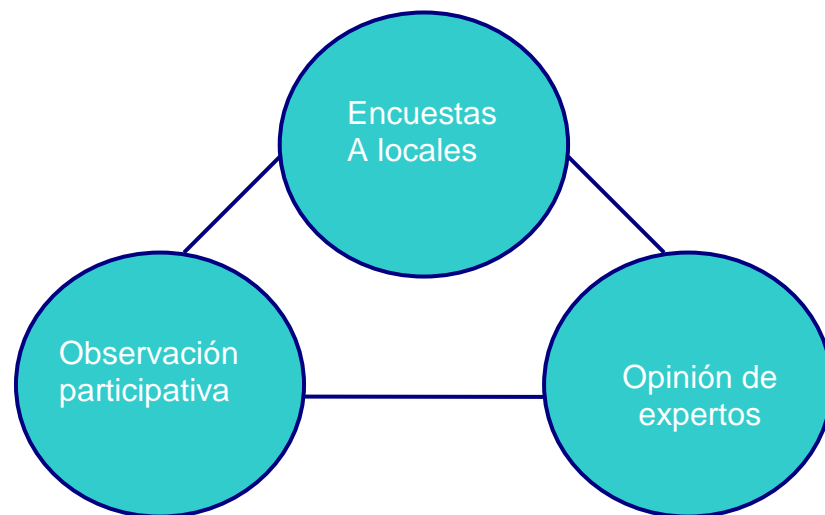 Encuestas
A locales
Observación
participativa
Opinión de
expertos